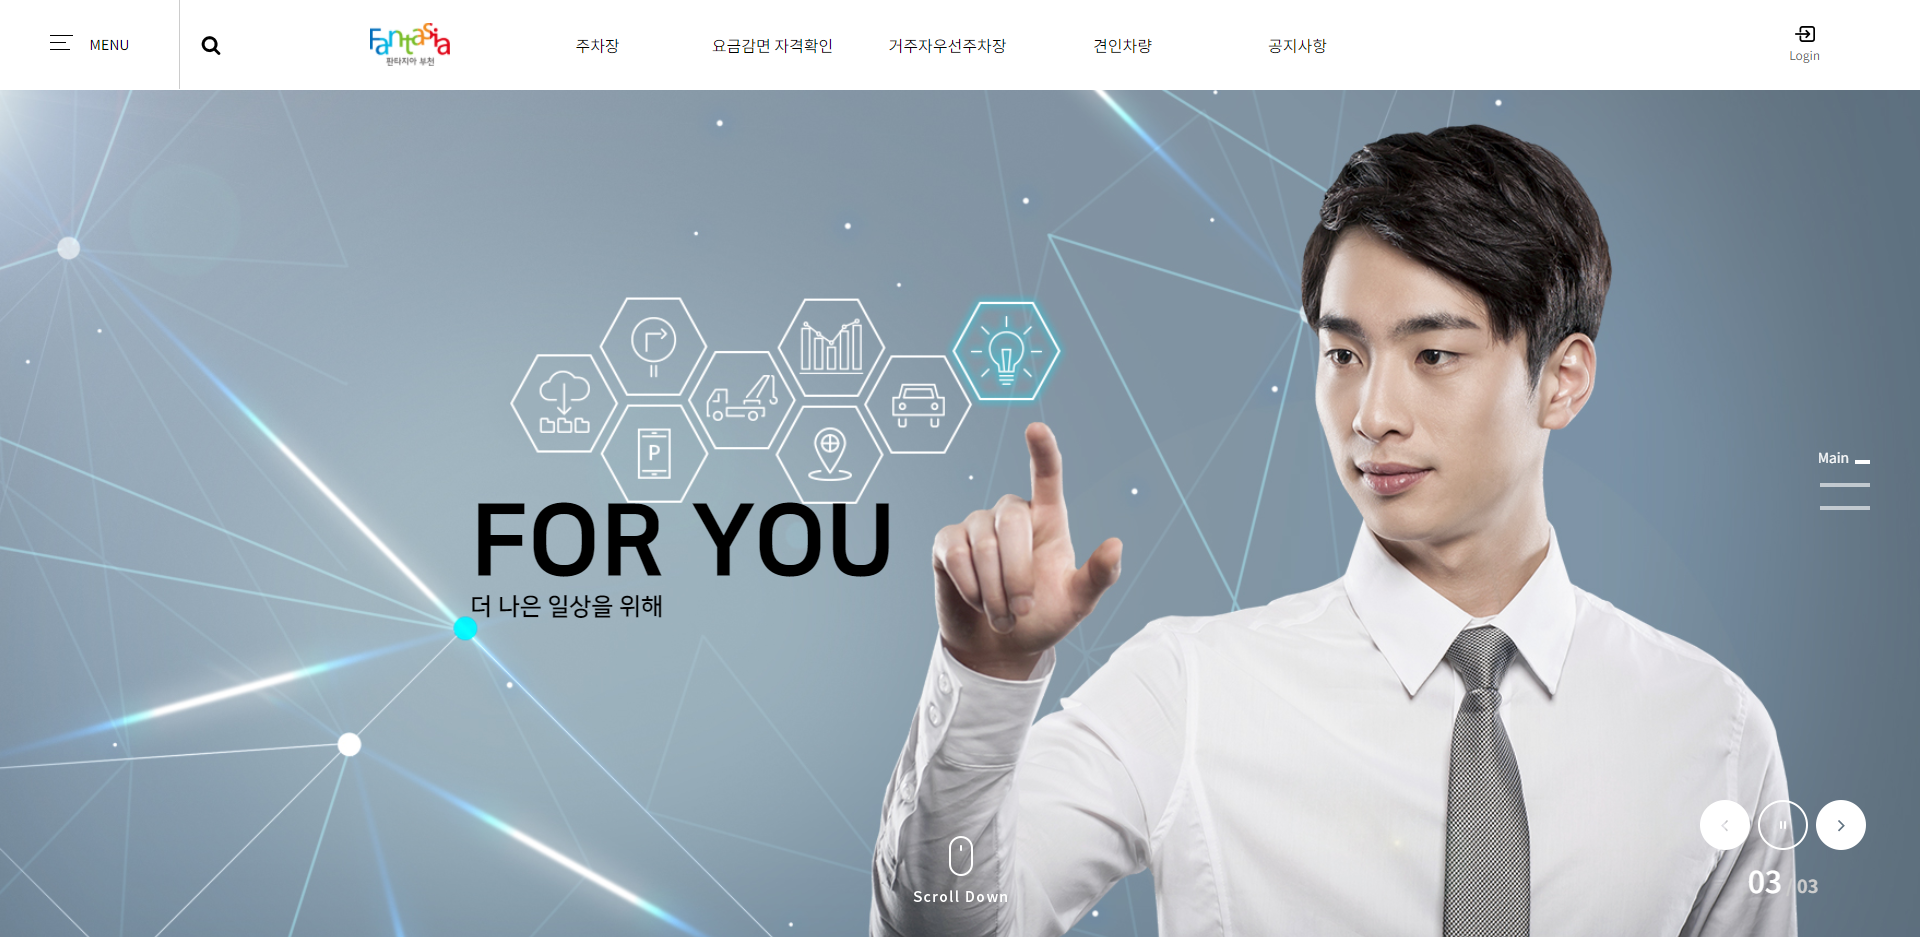 MENU
Fantasia
판타지아 부천
주차장
요금감면 자격확인
거주자우선주차장
견인차량
공지사항
Login
P
FOR YOU
더 나은 일상을 위해
Main
Scroll Down
03 / 03